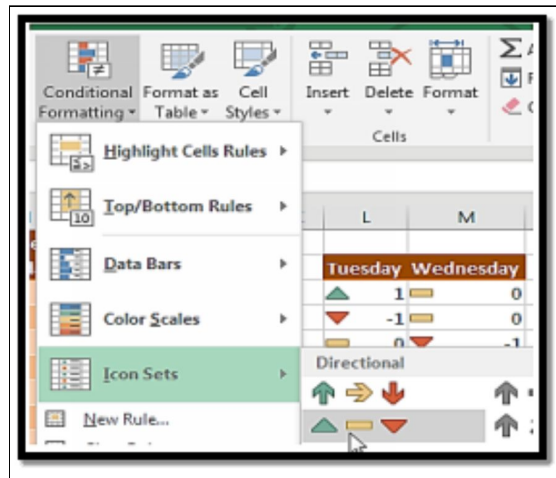 Conditional Formatting
Format as Table
Cell Styles
Insert
Delete
Format
Cells
Highlight Cells Rules
Top/Bottom Rules
10
L
M
Data Bars
Tuesday Wednesday
1 0
-1 0
0 -1
Color Scales
Directional
Icon Sets
New Rule...